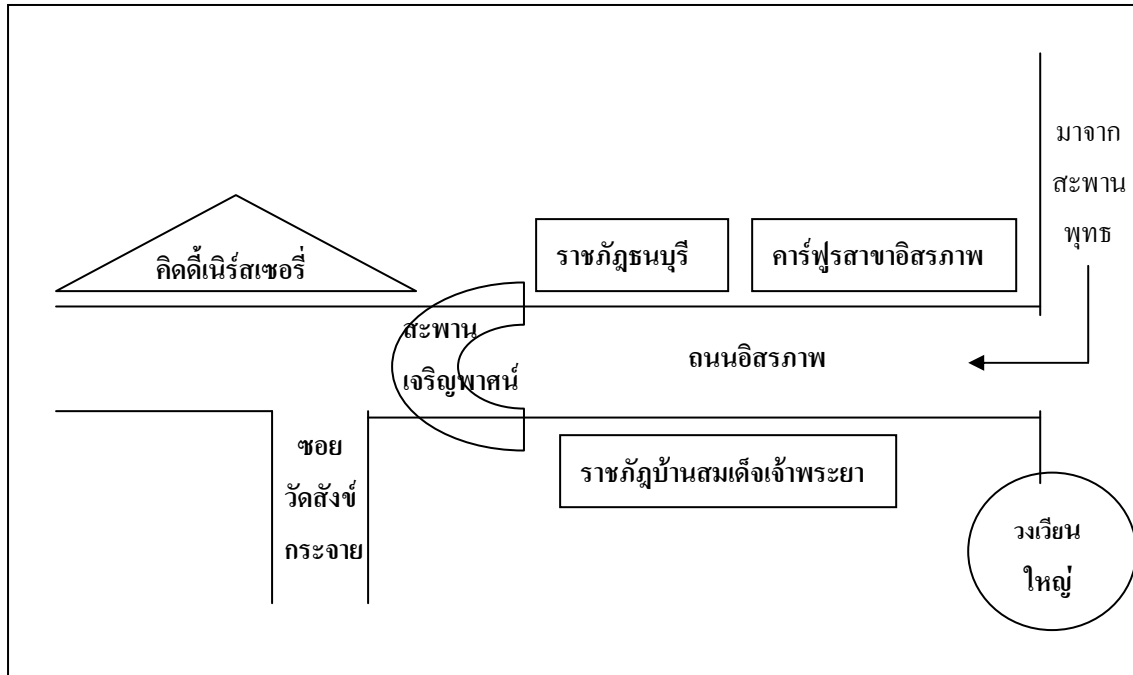 มาจาก
สะพาน
พุทธ
คิดดี้เนิร์สเซอรี่
ราชภัฎธนบุรี
คาร์ฟูรสาขาอิสรภาพ
สะพาน
เจริญพาศน์
ถนนอิสรภาพ
ซอย
วัดสังข์
กระจาย
ราชภัฎบ้านสมเด็จเจ้าพระยา
วงเวียน
ใหญ่